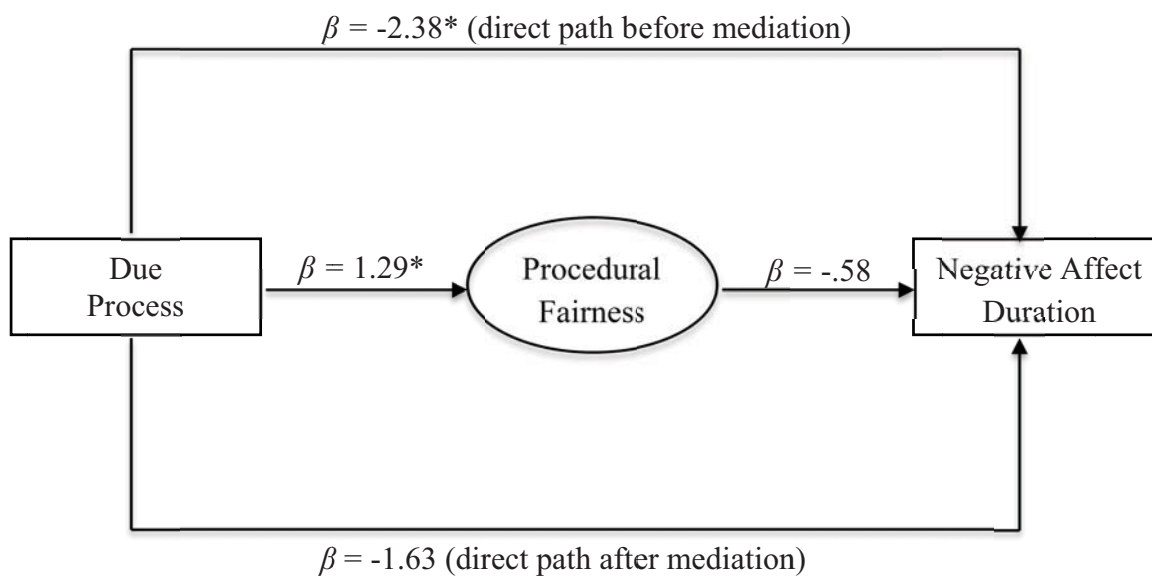 β = -2.38* (direct path before mediation)
Due
Process
β = 1.29*
Procedural
Fairness
β = -.58
Negative Affect
Duration
β = -1.63 (direct path after mediation)